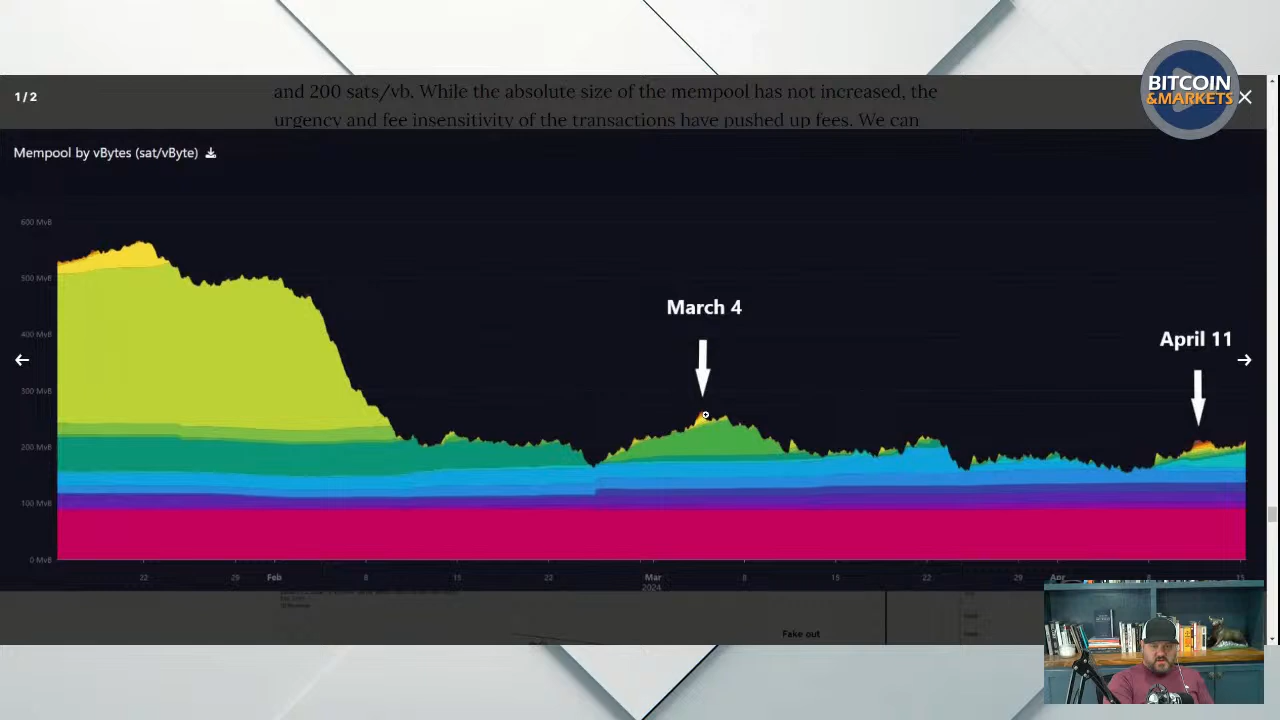 BITCOIN
&MARKETS
1 / 2
and 200 sats/vb. While the absolute size of the mempool has not increased, the
urgency and fee insensitivity of the transactions have pushed up fees. We can
Mempool by vBytes (sat/vByte)
600 MvB
500 MvB
400 MvB
300 MvB
200 MvB
100 MvB
0 MvB
March 4
April 11
22 29 Feb 8 15 22 Mar 8 15 22 29 Apr 8 15
2024
Fake out